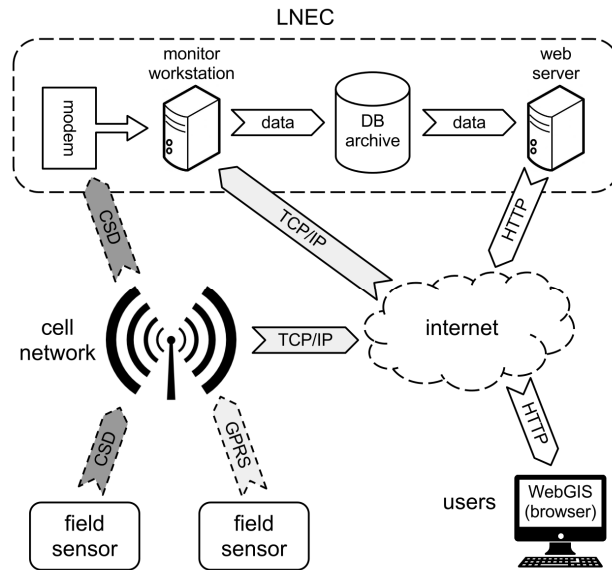 LNEC
monitor
workstation
web
server
modem
data
DB
archive
data
CSD
TCP/IP
HTTP
cell
network
TCP/IP
internet
CSD
GPRS
HTTP
field
sensor
field
sensor
users
WebGIS
(browser)